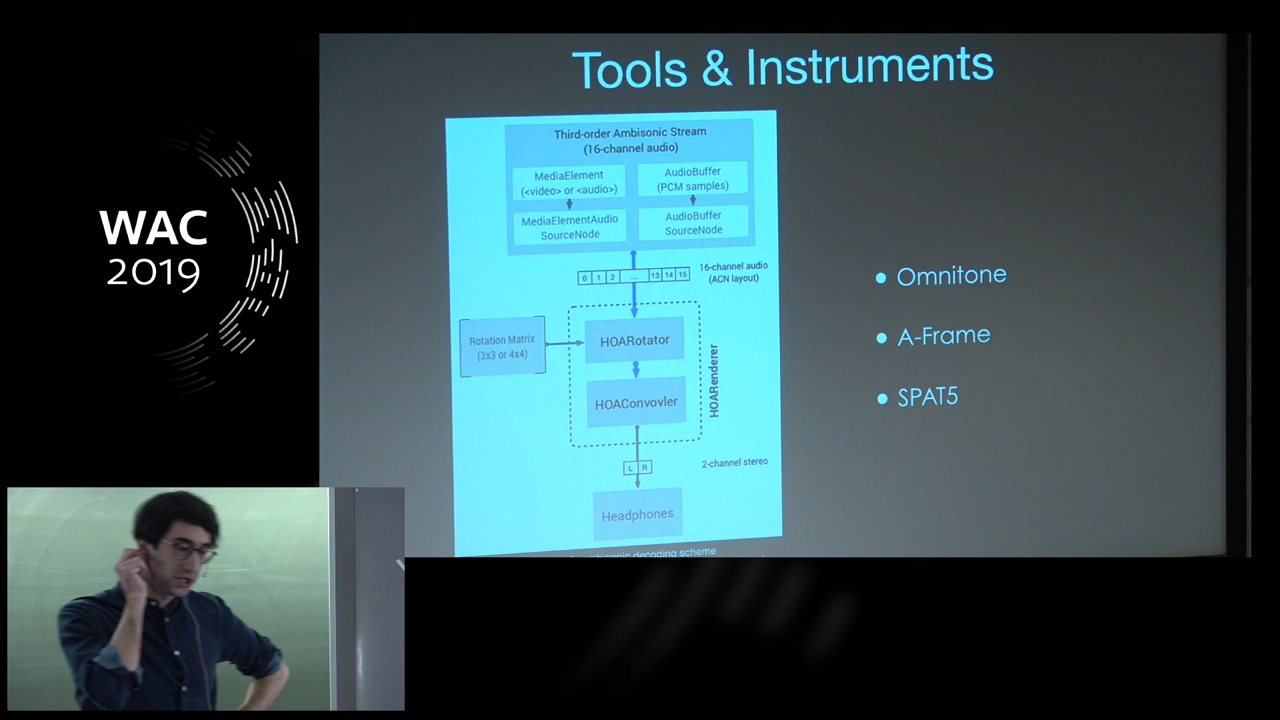 WAC
2019
Tools & Instruments
Third-order Ambisonic Stream
(16-channel audio)
MediaElement
(<video> or <audio>)
AudioBuffer
(PCM samples)
MediaElementAudio
SourceNode
AudioBuffer
SourceNode
0 1 2 ... 13 14 15
16-channel audio
(ACN layout)
Rotation Matrix
(3x3 or 4x4)
HOARotator
HOAConvovler
HOARenderer
L R
2-channel stereo
Headphones
decoding scheme
Omnitone
A-Frame
SPAT5